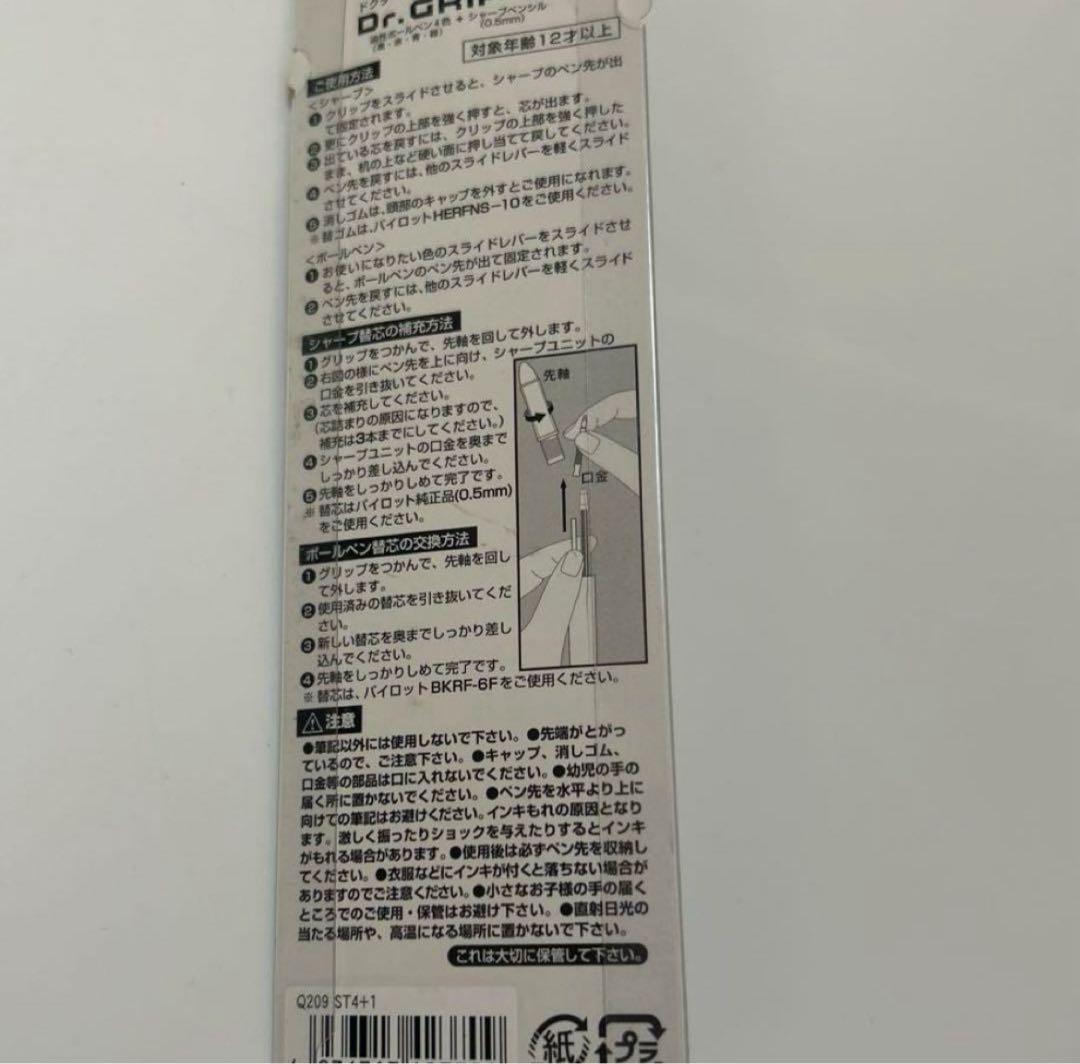 ドクタ
Dr. GRIP
油性ボールペン4色 + シャープペンシル
(黒・赤・青・緑)
(0.5mm)
対象年齢12才以上
ご使用方法
<シャープ>
❶ クリップをスライドさせると、シャープのペン先が出
て固定されます。
❷ 更にクリップの上部を強く押すと、芯が出ます。
❸ 出ている芯を戻すには、クリップの上部を強く押した
まま、机の上など硬い面に押し当てて戻してください。
❹ ペン先を戻すには、他のスライドレバーを軽くスライド
させてください。
❺ 消しゴムは、頭部のキャップを外すとご使用になれます。
※ 替ゴムは、パイロットHERFNS-10をご使用ください。
<ボールペン>
❶ お使いになりたい色のスライドレバーをスライドさせ
ると、ボールペンのペン先が出て固定されます。
❷ ペン先を戻すには、他のスライドレバーを軽くスライド
させてください。
シャープ替芯の補充方法
❶ グリップをつかんで、先軸を回して外します。
❷ 右図の様にペン先を上に向け、シャープユニットの
口金を引き抜いてください。
❸ 芯を補充してください。
(芯詰まりの原因になりますので、
補充は3本までにしてください。)
❹ シャープユニットの口金を奥まで
しっかり差し込んでください。
❺ 先軸をしっかりしめて完了です。
※ 替芯はパイロット純正品(0.5mm)
をご使用ください。
先軸
口金
ボールペン替芯の交換方法
❶ グリップをつかんで、先軸を回し
て外します。
❷ 使用済みの替芯を引き抜いてくだ
さい。
❸ 新しい替芯を奥までしっかり差し
込んでください。
❹ 先軸をしっかりしめて完了です。
※ 替芯は、パイロットBKRF-6Fをご使用ください。
注意
●筆記以外には使用しないで下さい。●先端がとがっ
ているので、ご注意下さい。●キャップ、消しゴム、
口金等の部品は口に入れないでください。●幼児の手の
届く所に置かないでください。●ペン先を水平より上に
向けての筆記はお避けください。インキもれの原因となり
ます。激しく振ったりショックを与えたりするとインキ
がもれる場合があります。●使用後は必ずペン先を収納し
てください。●衣服などにインキが付くと落ちない場合が
ありますのでご注意ください。●小さなお子様の手の届く
ところでのご使用・保管はお避け下さい。●直射日光の
当たる場所や、高温になる場所に置かないで下さい。
これは大切に保管して下さい。
Q209 ST4+1
紙
プラ